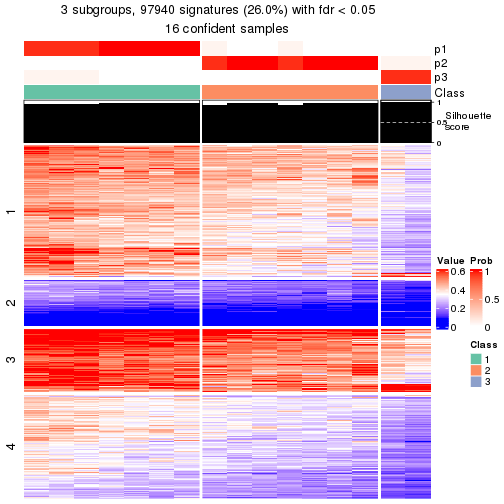 3 subgroups, 97940 signatures (26.0%) with fdr < 0.05
16 confident samples
p1
p2
p3
Class
1
0.5
0
Silhouette
score
1
2
3
4
Value
0.6
0.4
0.2
0
Prob
1
0.5
0
Class
1
2
3